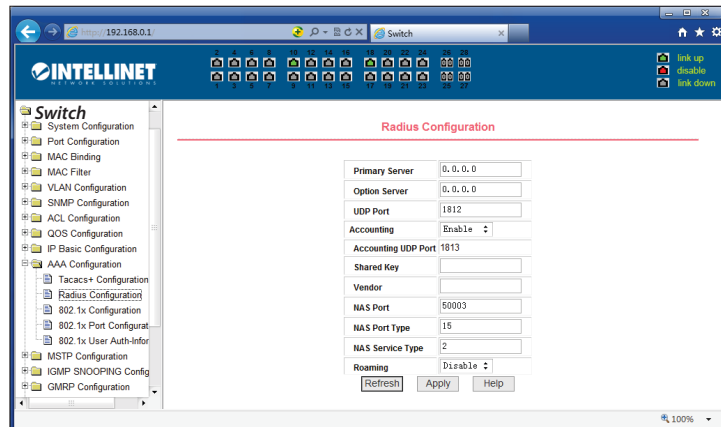 http://192.168.0.1/
Switch
INTELLINET
NETWORK SOLUTIONS
2 4 6 8 10 12 14 16 18 20 22 24 26 28
1 3 5 7 9 11 13 15 17 19 21 23 25 27
link up
disable
link down
Switch
System Configuration
Port Configuration
MAC Binding
MAC Filter
VLAN Configuration
SNMP Configuration
ACL Configuration
QOS Configuration
IP Basic Configuration
AAA Configuration
Tacacs+ Configuration
Radius Configuration
802.1x Configuration
802.1x Port Configurat
802.1x User Auth-Infor
MSTP Configuration
IGMP SNOOPING Config
GMRP Configuration
Radius Configuration
Primary Server 0.0.0.0
Option Server 0.0.0.0
UDP Port 1812
Accounting Enable
Accounting UDP Port 1813
Shared Key
Vendor
NAS Port 50003
NAS Port Type 15
NAS Service Type 2
Roaming Disable
Refresh Apply Help
100%